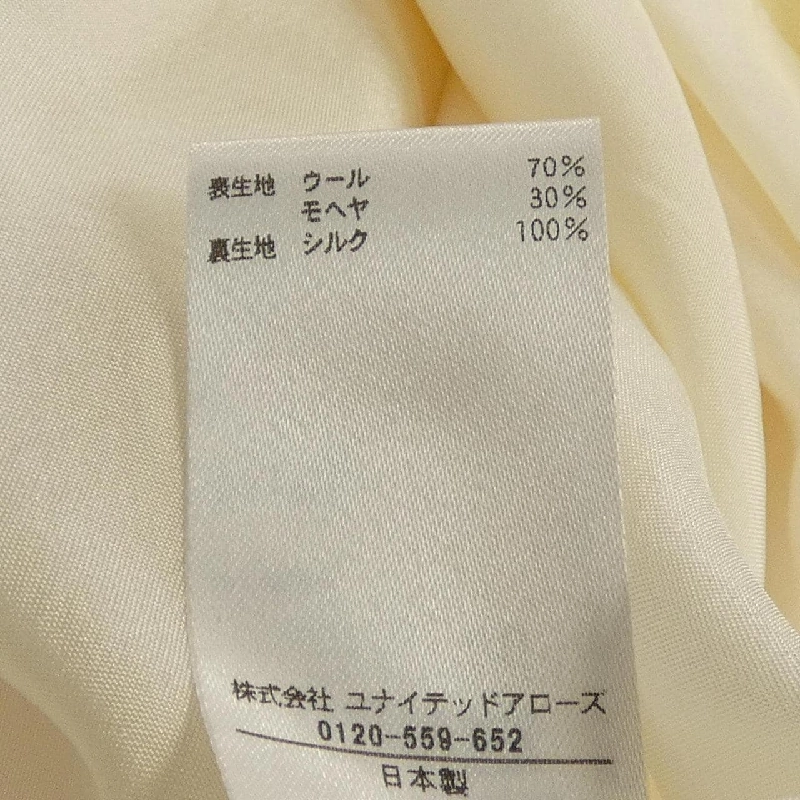 表生地 ウール 70%
モヘヤ 30%
裏生地 シルク 100%
株式会社 ユナイテッドアローズ
0120-559-652
日本製